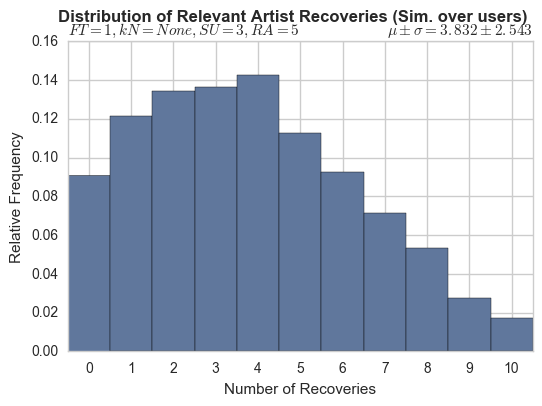 Distribution of Relevant Artist Recoveries (Sim. over users)
FT = 1, kN = None, SU = 3, RA = 5 μ ± σ = 3.832 ± 2.543
0.16
0.14
0.12
0.10
0.08
0.06
0.04
0.02
0.00
Relative Frequency
0 1 2 3 4 5 6 7 8 9 10
Number of Recoveries